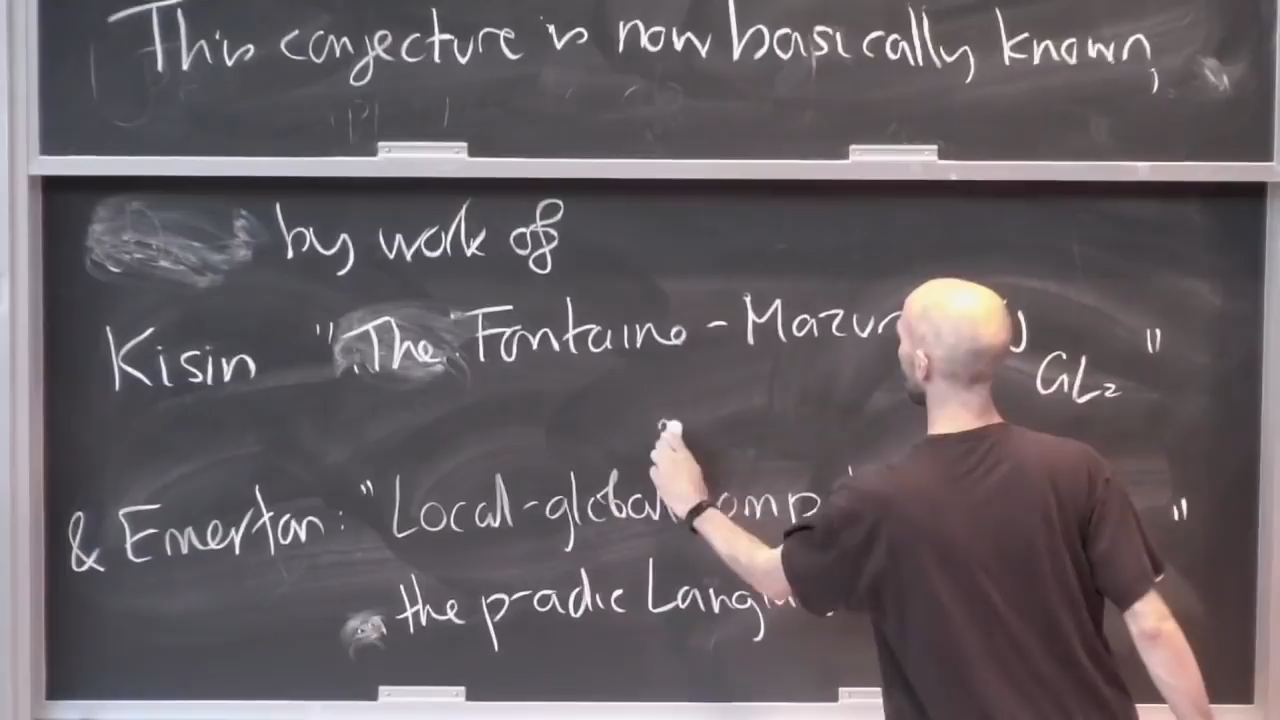 This conjecture is now basically known,
by work of
Kisin "The Fontaine - Mazur
GL₂ "
& Emerton: "Local-global "
the p-adic